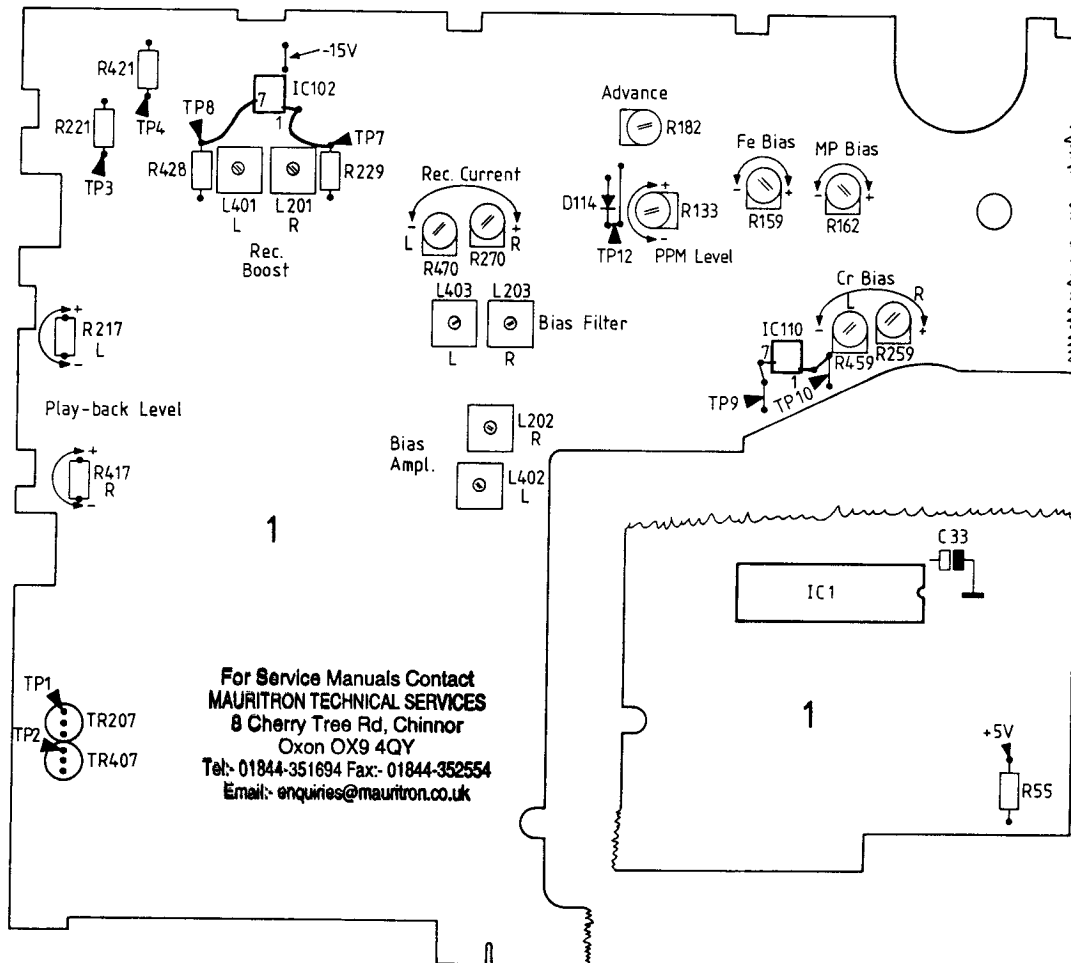 -15V
R421
IC102
7
1
TP8
TP4
R221
TP7
TP3
R428
R229
L401
L
L201
R
Rec.
Boost
Advance
R182
Fe Bias
MP Bias
-
+
R159
-
+
R162
Rec. Current
-
L
+
R
R470
R270
D114
+
R133
-
TP12
PPM Level
L403
L203
Bias Filter
L
R
Cr Bias
L
R
-
+
IC110
7
1
R459
R259
TP9
TP10
+
R217
L
-
Play-back Level
+
R417
R
-
Bias
Ampl.
L202
R
L402
L
1
C33
IC1
1
+5V
R55
TP1
TR207
TP2
TR407
For Service Manuals Contact
MAURITRON TECHNICAL SERVICES
8 Cherry Tree Rd, Chinnor
Oxon OX9 4QY
Tel:- 01844-351694 Fax:- 01844-352554
Email:- enquiries@mauritron.co.uk